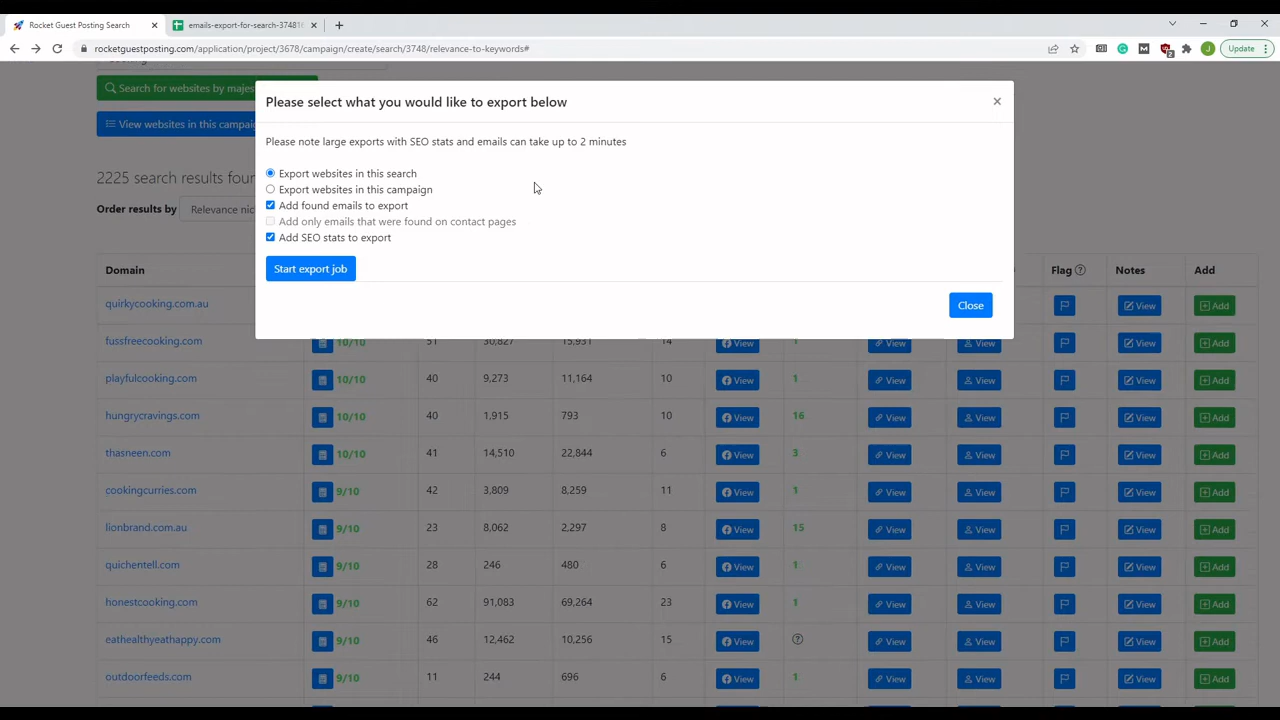 Rocket Guest Posting Search
emails-export-for-search-37481
rocketguestposting.com/application/project/3678/campaign/create/search/3748/relevance-to-keywords#
J
Update
2
Search for websites by majes
View websites in this campai
2225 search results foun
Order results by Relevance nic
Please select what you would like to export below
×
Please note large exports with SEO stats and emails can take up to 2 minutes
Export websites in this search
Export websites in this campaign
Add found emails to export
Add only emails that were found on contact pages
Add SEO stats to export
Start export job
Close
Domain Flag Notes Add
quirkycooking.com.au View Add
fussfreecooking.com 10/10 51 30,827 15,931 14 View 1 View View View Add
playfulcooking.com 10/10 40 9,273 11,164 10 View 1 View View View Add
hungrycravings.com 10/10 40 1,915 793 10 View 16 View View View Add
thasneen.com 10/10 41 14,510 22,844 6 View 3 View View View Add
cookingcurries.com 9/10 42 3,809 8,259 11 View 1 View View View Add
lionbrand.com.au 9/10 23 8,062 2,297 8 View 15 View View View Add
quichentell.com 9/10 28 246 480 6 View 1 View View View Add
honestcooking.com 9/10 62 91,083 69,264 23 View 1 View View View Add
eathealthyeathappy.com 9/10 46 12,462 10,256 15 View ? View View View Add
outdoorfeeds.com 9/10 11 244 696 6 View 1 View View View Add